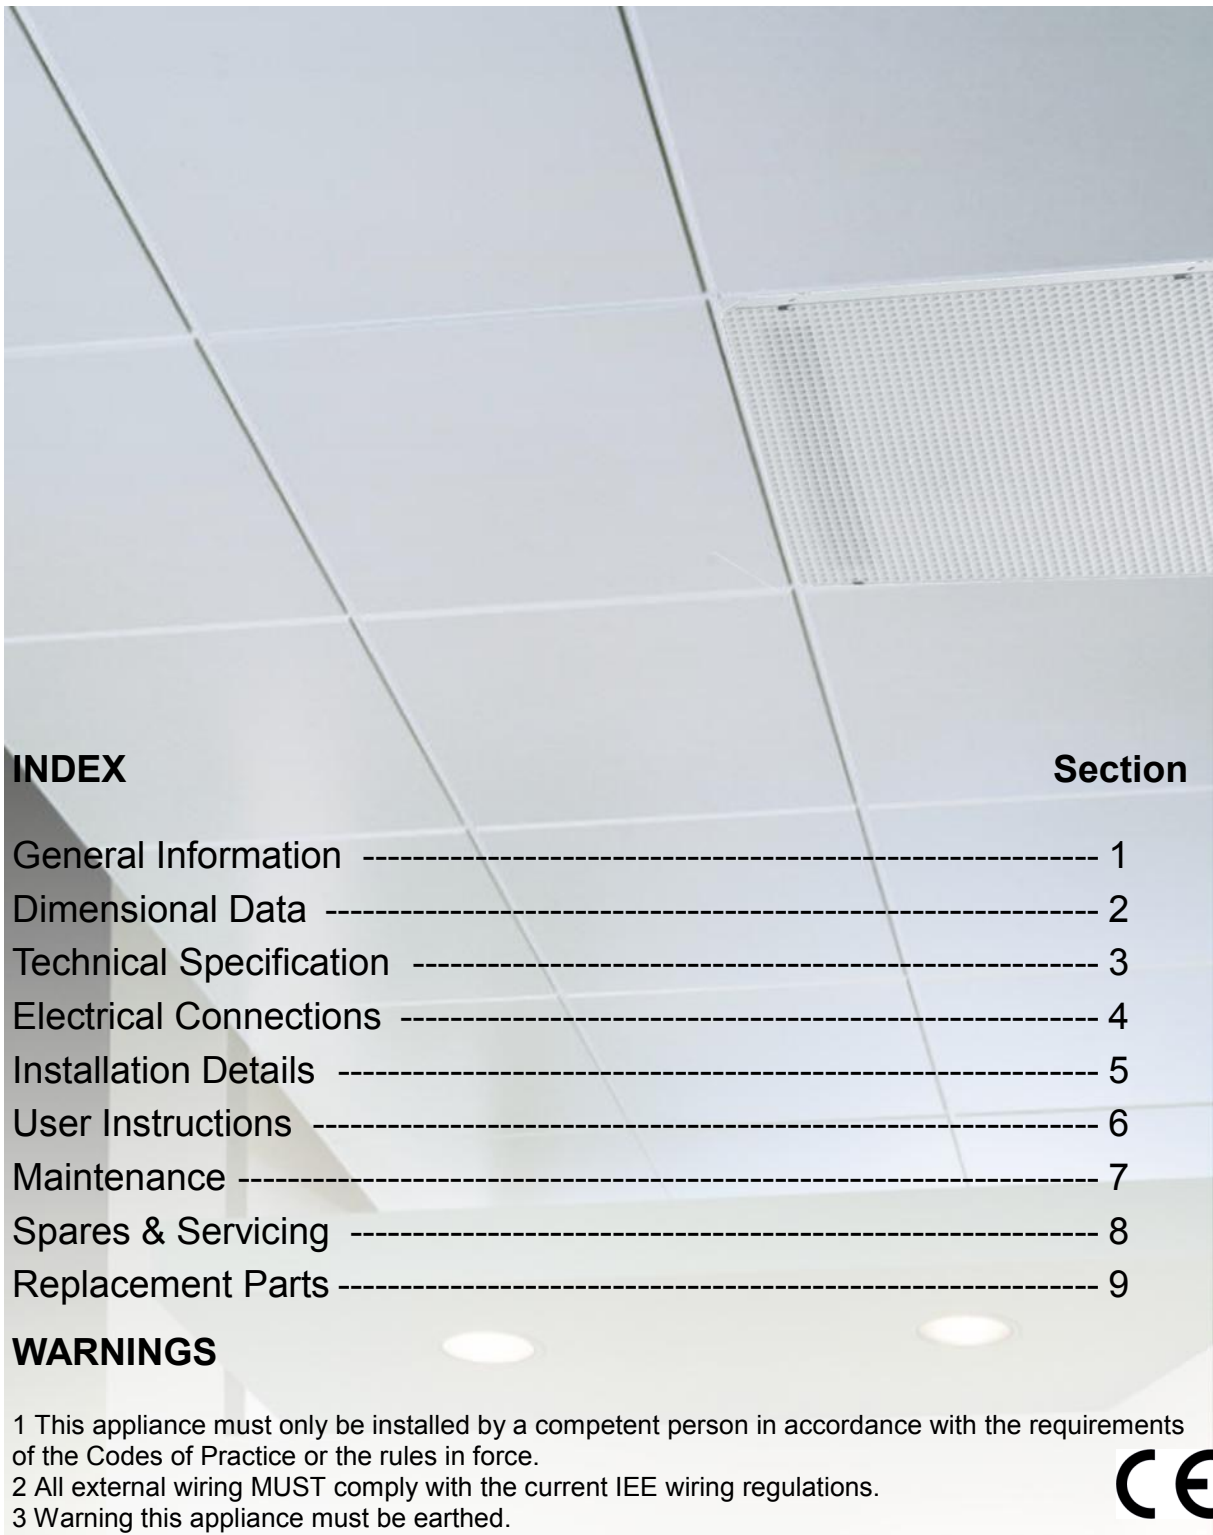 INDEX Section
General Information ----------------------------------------------------------- 1
Dimensional Data -------------------------------------------------------------- 2
Technical Specification ------------------------------------------------------- 3
Electrical Connections -------------------------------------------------------- 4
Installation Details ------------------------------------------------------------- 5
User Instructions --------------------------------------------------------------- 6
Maintenance --------------------------------------------------------------------- 7
Spares & Servicing ------------------------------------------------------------ 8
Replacement Parts ------------------------------------------------------------- 9
WARNINGS
1 This appliance must only be installed by a competent person in accordance with the requirements
of the Codes of Practice or the rules in force.
2 All external wiring MUST comply with the current IEE wiring regulations.
3 Warning this appliance must be earthed.
CE